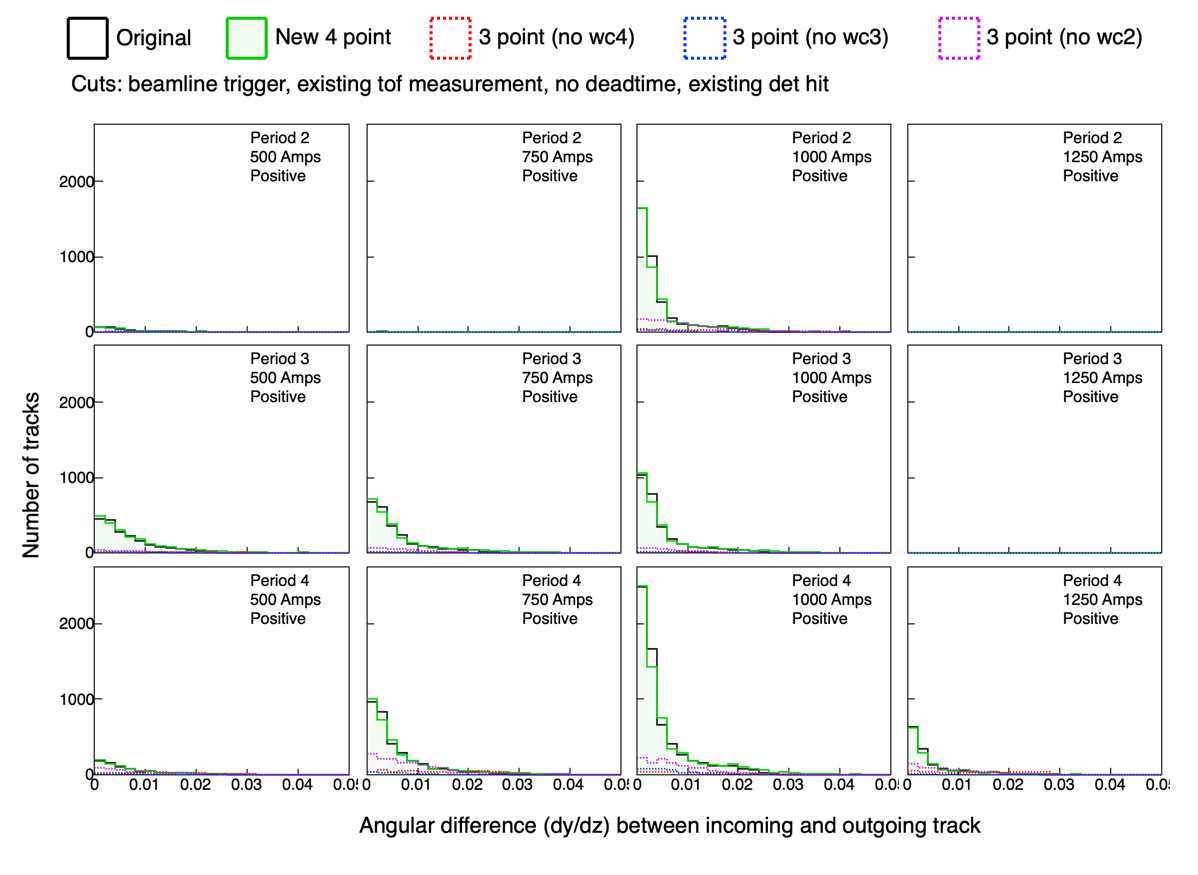 Original New 4 point 3 point (no wc4) 3 point (no wc3) 3 point (no wc2)
Cuts: beamline trigger, existing tof measurement, no deadtime, existing det hit
Period 2
500 Amps
Positive
Period 2
750 Amps
Positive
Period 2
1000 Amps
Positive
Period 2
1250 Amps
Positive
2000
1000
0
Period 3
500 Amps
Positive
Period 3
750 Amps
Positive
Period 3
1000 Amps
Positive
Period 3
1250 Amps
Positive
2000
1000
0
Period 4
500 Amps
Positive
Period 4
750 Amps
Positive
Period 4
1000 Amps
Positive
Period 4
1250 Amps
Positive
2000
1000
0
0 0.01 0.02 0.03 0.04
0 0.01 0.02 0.03 0.04
0 0.01 0.02 0.03 0.04
0 0.01 0.02 0.03 0.04
Number of tracks
Angular difference (dy/dz) between incoming and outgoing track